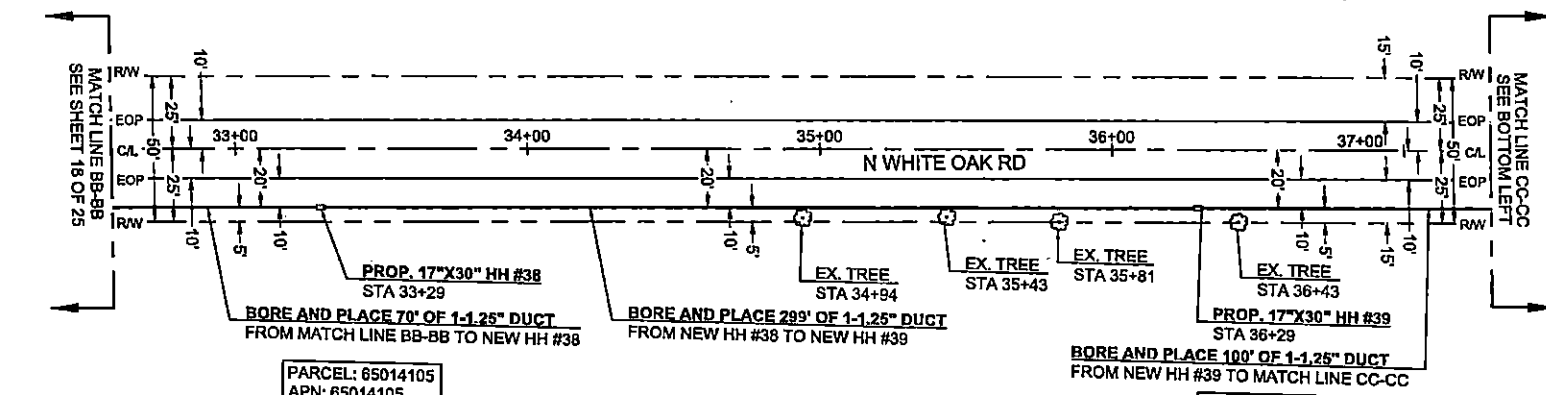 MATCH LINE BB-BB
SEE SHEET 18 OF 25
R/W
EOP
C/L
EOP
R/W
50'
25'
25'
10'
10'
5'
20'
10'
33+00
34+00
35+00
36+00
37+00
N WHITE OAK RD
20'
10'
5'
20'
10'
5'
15'
10'
15'
10'
25'
25'
50'
R/W
EOP
C/L
EOP
R/W
MATCH LINE CC-CC
SEE BOTTOM LEFT
PROP. 17"X30" HH #38
STA 33+29
BORE AND PLACE 70' OF 1-1.25" DUCT
FROM MATCH LINE BB-BB TO NEW HH #38
BORE AND PLACE 299' OF 1-1.25" DUCT
FROM NEW HH #38 TO NEW HH #39
EX. TREE
STA 34+94
EX. TREE
STA 35+43
EX. TREE
STA 35+81
EX. TREE
STA 36+43
PROP. 17"X30" HH #39
STA 36+29
BORE AND PLACE 100' OF 1-1.25" DUCT
FROM NEW HH #39 TO MATCH LINE CC-CC
PARCEL: 65014105
APN: 65014105